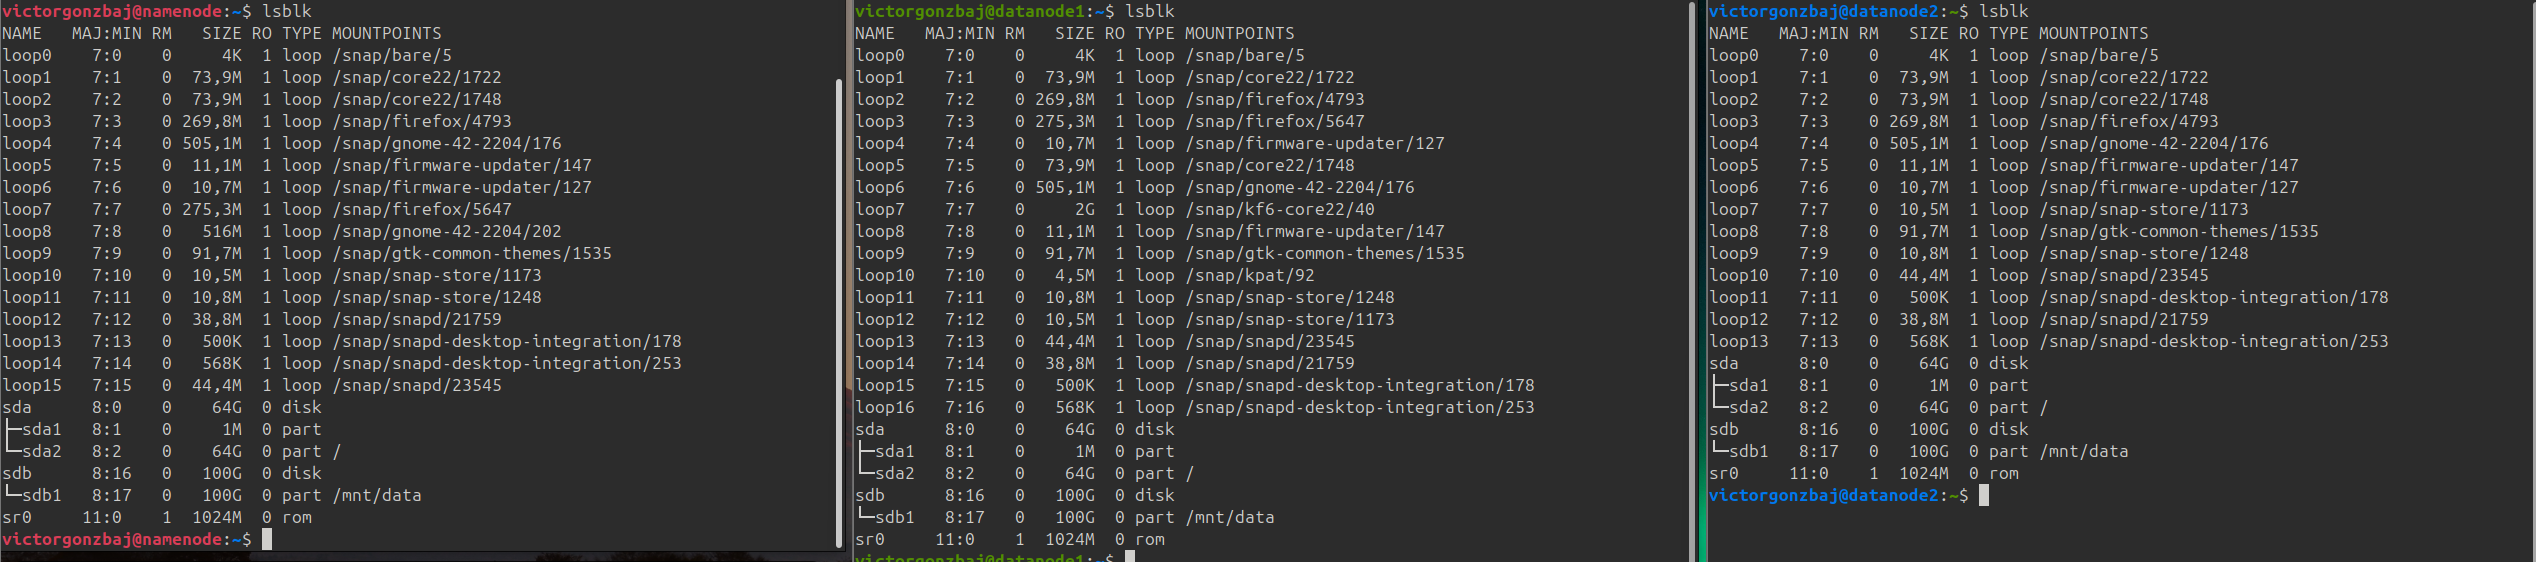 victorgonzbaj@namenode:~$ lsblk
NAME   MAJ:MIN RM   SIZE RO TYPE MOUNTPOINTS
loop0    7:0    0     4K  1 loop /snap/bare/5
loop1    7:1    0  73,9M  1 loop /snap/core22/1722
loop2    7:2    0  73,9M  1 loop /snap/core22/1748
loop3    7:3    0 269,8M  1 loop /snap/firefox/4793
loop4    7:4    0 505,1M  1 loop /snap/gnome-42-2204/176
loop5    7:5    0  11,1M  1 loop /snap/firmware-updater/147
loop6    7:6    0  10,7M  1 loop /snap/firmware-updater/127
loop7    7:7    0 275,3M  1 loop /snap/firefox/5647
loop8    7:8    0   516M  1 loop /snap/gnome-42-2204/202
loop9    7:9    0  91,7M  1 loop /snap/gtk-common-themes/1535
loop10   7:10   0  10,5M  1 loop /snap/snap-store/1173
loop11   7:11   0  10,8M  1 loop /snap/snap-store/1248
loop12   7:12   0  38,8M  1 loop /snap/snapd/21759
loop13   7:13   0   500K  1 loop /snap/snapd-desktop-integration/178
loop14   7:14   0   568K  1 loop /snap/snapd-desktop-integration/253
loop15   7:15   0  44,4M  1 loop /snap/snapd/23545
sda      8:0    0    64G  0 disk
├─sda1   8:1    0     1M  0 part
└─sda2   8:2    0    64G  0 part /
sdb      8:16   0   100G  0 disk
└─sdb1   8:17   0   100G  0 part /mnt/data
sr0     11:0    1  1024M  0 rom
victorgonzbaj@namenode:~$
victorgonzbaj@datanode1:~$ lsblk
NAME   MAJ:MIN RM   SIZE RO TYPE MOUNTPOINTS
loop0    7:0    0     4K  1 loop /snap/bare/5
loop1    7:1    0  73,9M  1 loop /snap/core22/1722
loop2    7:2    0 269,8M  1 loop /snap/firefox/4793
loop3    7:3    0 275,3M  1 loop /snap/firefox/5647
loop4    7:4    0  10,7M  1 loop /snap/firmware-updater/127
loop5    7:5    0  73,9M  1 loop /snap/core22/1748
loop6    7:6    0 505,1M  1 loop /snap/gnome-42-2204/176
loop7    7:7    0     2G  1 loop /snap/kf6-core22/40
loop8    7:8    0  11,1M  1 loop /snap/firmware-updater/147
loop9    7:9    0  91,7M  1 loop /snap/gtk-common-themes/1535
loop10   7:10   0   4,5M  1 loop /snap/kpat/92
loop11   7:11   0  10,8M  1 loop /snap/snap-store/1248
loop12   7:12   0  10,5M  1 loop /snap/snap-store/1173
loop13   7:13   0  44,4M  1 loop /snap/snapd/23545
loop14   7:14   0  38,8M  1 loop /snap/snapd/21759
loop15   7:15   0   500K  1 loop /snap/snapd-desktop-integration/178
loop16   7:16   0   568K  1 loop /snap/snapd-desktop-integration/253
sda      8:0    0    64G  0 disk
├─sda1   8:1    0     1M  0 part
└─sda2   8:2    0    64G  0 part /
sdb      8:16   0   100G  0 disk
└─sdb1   8:17   0   100G  0 part /mnt/data
sr0     11:0    1  1024M  0 rom
victorgonzbaj@datanode1:~$
victorgonzbaj@datanode2:~$ lsblk
NAME   MAJ:MIN RM   SIZE RO TYPE MOUNTPOINTS
loop0    7:0    0     4K  1 loop /snap/bare/5
loop1    7:1    0  73,9M  1 loop /snap/core22/1722
loop2    7:2    0  73,9M  1 loop /snap/core22/1748
loop3    7:3    0 269,8M  1 loop /snap/firefox/4793
loop4    7:4    0 505,1M  1 loop /snap/gnome-42-2204/176
loop5    7:5    0  11,1M  1 loop /snap/firmware-updater/147
loop6    7:6    0  10,7M  1 loop /snap/firmware-updater/127
loop7    7:7    0  10,5M  1 loop /snap/snap-store/1173
loop8    7:8    0  91,7M  1 loop /snap/gtk-common-themes/1535
loop9    7:9    0  10,8M  1 loop /snap/snap-store/1248
loop10   7:10   0  44,4M  1 loop /snap/snapd/23545
loop11   7:11   0   500K  1 loop /snap/snapd-desktop-integration/178
loop12   7:12   0  38,8M  1 loop /snap/snapd/21759
loop13   7:13   0   568K  1 loop /snap/snapd-desktop-integration/253
sda      8:0    0    64G  0 disk
├─sda1   8:1    0     1M  0 part
└─sda2   8:2    0    64G  0 part /
sdb      8:16   0   100G  0 disk
└─sdb1   8:17   0   100G  0 part /mnt/data
sr0     11:0    1  1024M  0 rom
victorgonzbaj@datanode2:~$